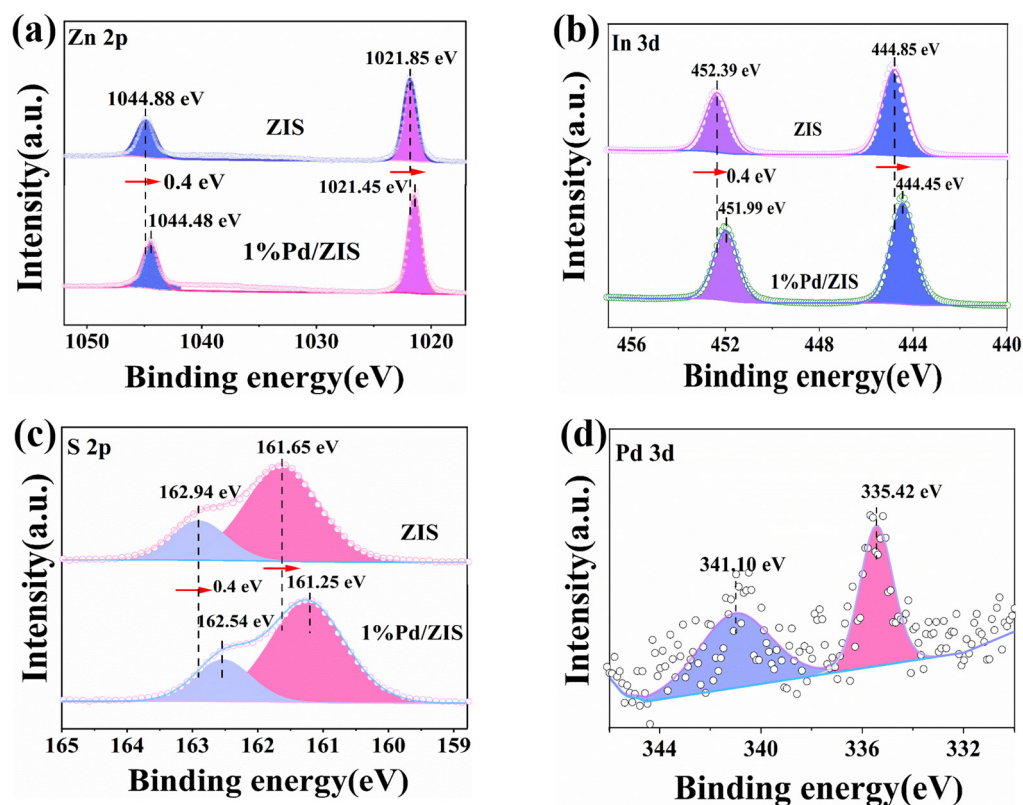 (a)
Zn 2p
1021.85 eV
1044.88 eV
ZIS
0.4 eV
1021.45eV
1044.48 eV
1%Pd/ZIS
Intensity(a.u.)
1050 1040 1030 1020
Binding energy(eV)
(b)
In 3d
444.85 eV
452.39 eV
ZIS
0.4 eV
444.45 eV
451.99 eV
1%Pd/ZIS
Intensity(a.u.)
456 452 448 444 440
Binding energy(eV)
(c)
S 2p
161.65 eV
162.94 eV
ZIS
0.4 eV
161.25 eV
162.54 eV
1%Pd/ZIS
Intensity(a.u.)
165 164 163 162 161 160 159
Binding energy(eV)
(d)
Pd 3d
335.42 eV
341.10 eV
Intensity(a.u.)
344 340 336 332
Binding energy(eV)